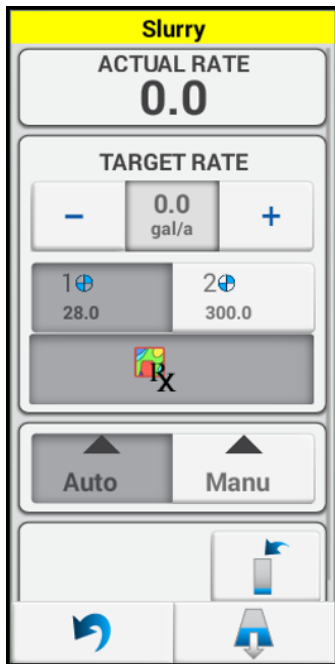 Slurry
ACTUAL RATE
0.0
TARGET RATE
− 0.0 +
gal/a
1 2
28.0 300.0
Rx
Auto Manu